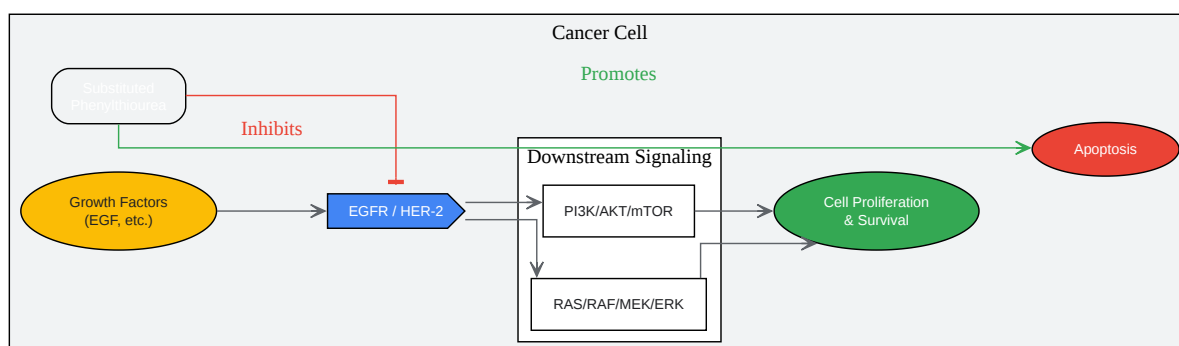 Cancer Cell
Promotes
Substituted
Phenylthiourea
Inhibits
Downstream Signaling
Apoptosis
Growth Factors
(EGF, etc.)
EGFR / HER-2
PI3K/AKT/mTOR
Cell Proliferation
& Survival
RAS/RAF/MEK/ERK